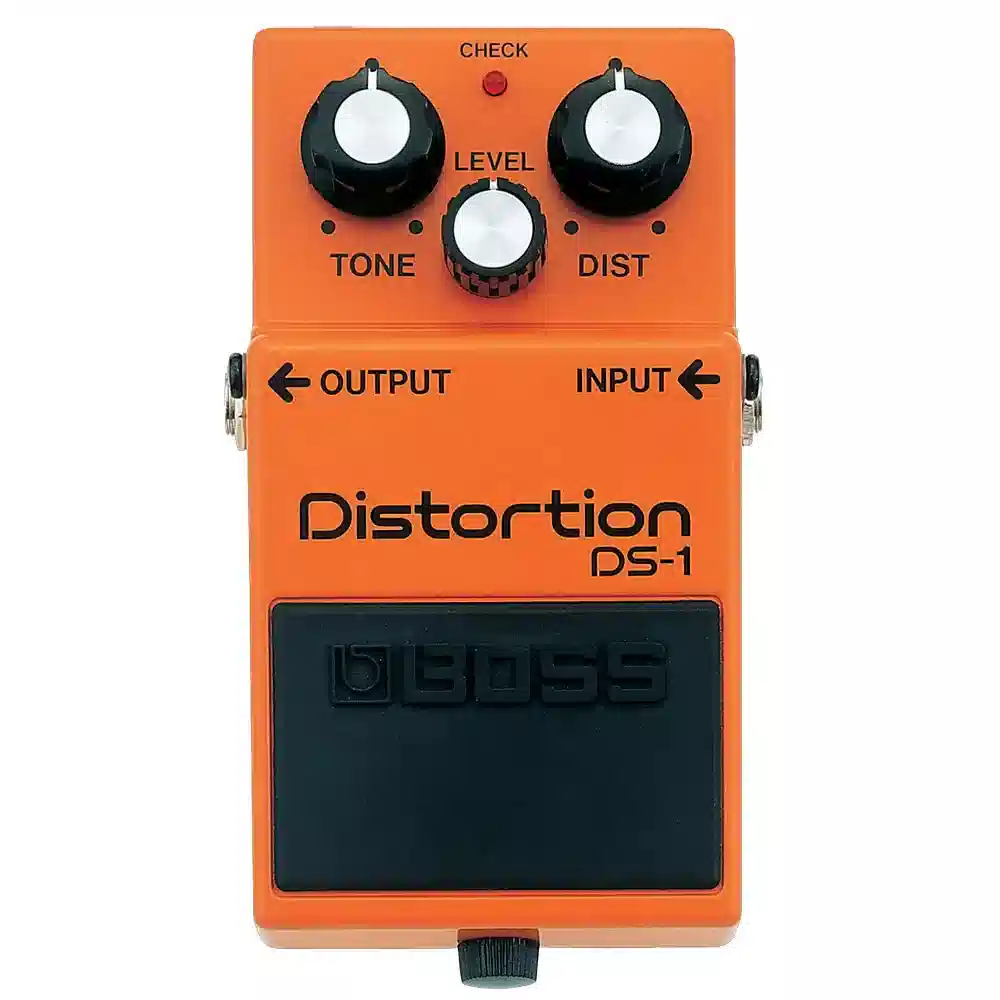 CHECK
LEVEL
TONE
DIST
← OUTPUT
INPUT ←
Distortion
DS-1
BOSS